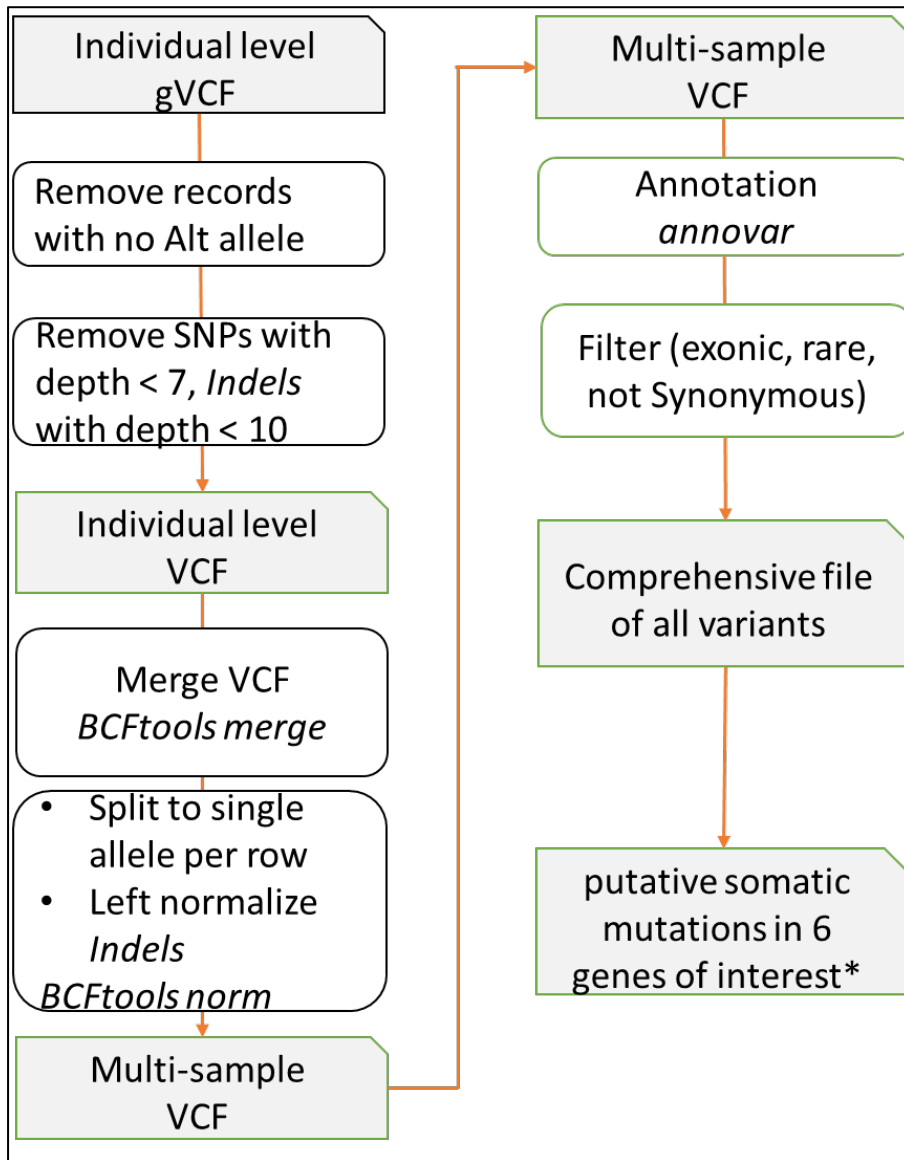 Individual level
gVCF
Remove records
with no Alt allele
Remove SNPs with
depth < 7, Indels
with depth < 10
Individual level
VCF
Merge VCF
BCFtools merge
• Split to single
allele per row
• Left normalize
Indels
BCFtools norm
Multi-sample
VCF
Multi-sample
VCF
Annotation
annovar
Filter (exonic, rare,
not Synonymous)
Comprehensive file
of all variants
putative somatic
mutations in 6
genes of interest*